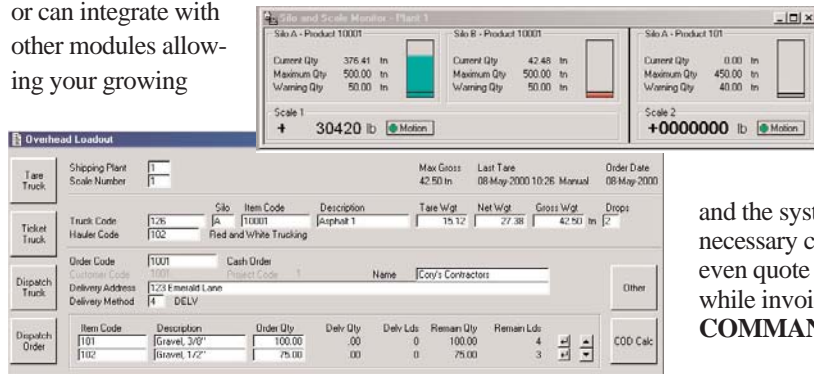 or can integrate with
other modules allow-
ing your growing
Silo and Scale Monitor - Plant 1
Silo A - Product 10001
Current Qty 376.41 tn
Maximum Qty 500.00 tn
Warning Qty 50.00 tn
Silo B - Product 10001
Current Qty 42.48 tn
Maximum Qty 500.00 tn
Warning Qty 50.00 tn
Silo A - Product 101
Current Qty 0.00 tn
Maximum Qty 450.00 tn
Warning Qty 40.00 tn
Scale 1
+ 30420 lb Motion
Scale 2
+0000000 lb Motion
Overhead Loadout
Tare Truck
Ticket Truck
Dispatch Truck
Dispatch Order
Shipping Plant 1 Max Gross Last Tare Order Date
Scale Number 1 42.50 tn 08-May-2000 10:26 Manual 08-May-2000
Silo Item Code Description Tare Wgt Net Wgt Gross Wgt Drops
Truck Code 126 A 10001 Asphalt 1 15.12 27.38 42.50 tn 2
Hauler Code 102 Red and White Trucking
Order Code 1001 Cash Order
Customer Code 1001 Project Code 1 Name Cory's Contractors
Delivery Address 123 Emerald Lane
Delivery Method 4 DELV
Item Code Description Order Qty Delv Qty Delv Lds Remain Qty Remain Lds
101 Gravel, 3/8" 100.00 .00 0 100.00 4
102 Gravel, 1/2" 75.00 .00 0 75.00 3
Other
COD Calc
and the syst
necessary c
even quote
while invoi
COMMAN